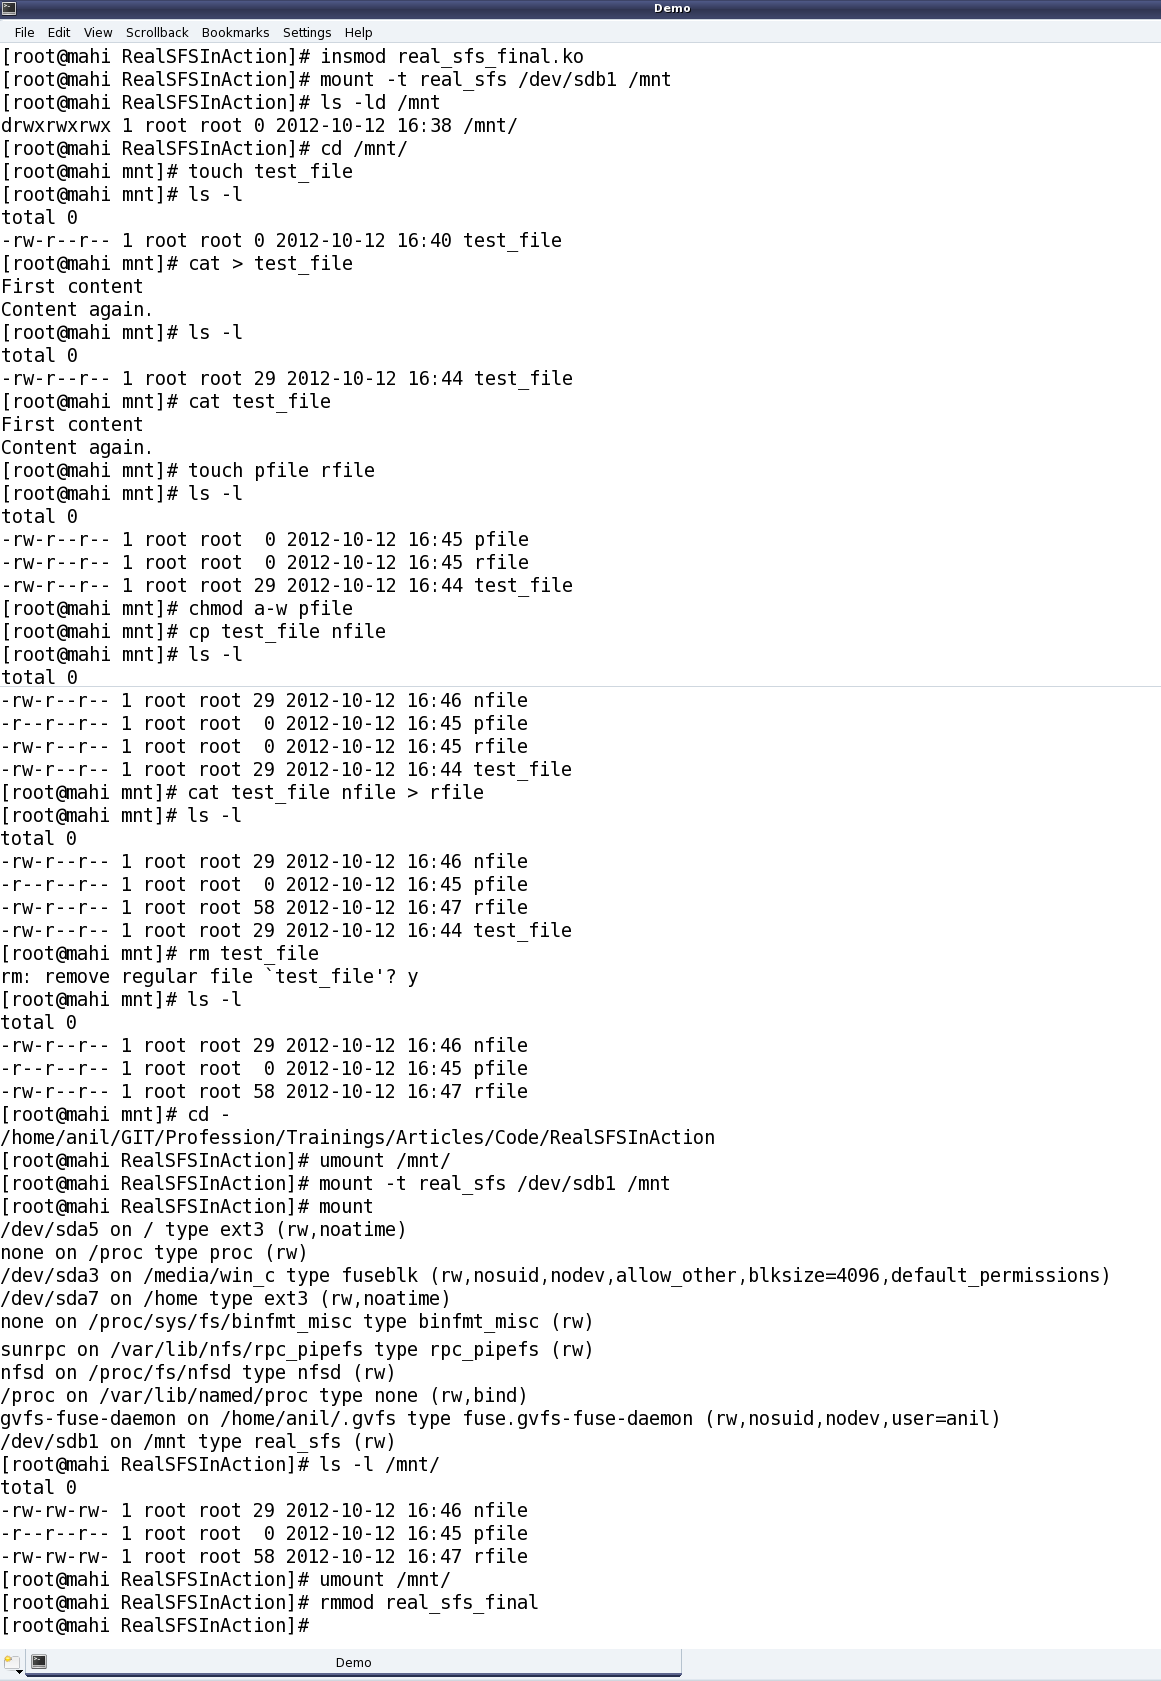 Demo
File Edit View Scrollback Bookmarks Settings Help
[root@mahi RealSFSInAction]# insmod real_sfs_final.ko
[root@mahi RealSFSInAction]# mount -t real_sfs /dev/sdb1 /mnt
[root@mahi RealSFSInAction]# ls -ld /mnt
drwxrwxrwx 1 root root 0 2012-10-12 16:38 /mnt/
[root@mahi RealSFSInAction]# cd /mnt/
[root@mahi mnt]# touch test_file
[root@mahi mnt]# ls -l
total 0
-rw-r--r-- 1 root root 0 2012-10-12 16:40 test_file
[root@mahi mnt]# cat > test_file
First content
Content again.
[root@mahi mnt]# ls -l
total 0
-rw-r--r-- 1 root root 29 2012-10-12 16:44 test_file
[root@mahi mnt]# cat test_file
First content
Content again.
[root@mahi mnt]# touch pfile rfile
[root@mahi mnt]# ls -l
total 0
-rw-r--r-- 1 root root  0 2012-10-12 16:45 pfile
-rw-r--r-- 1 root root  0 2012-10-12 16:45 rfile
-rw-r--r-- 1 root root 29 2012-10-12 16:44 test_file
[root@mahi mnt]# chmod a-w pfile
[root@mahi mnt]# cp test_file nfile
[root@mahi mnt]# ls -l
total 0
-rw-r--r-- 1 root root 29 2012-10-12 16:46 nfile
-r--r--r-- 1 root root  0 2012-10-12 16:45 pfile
-rw-r--r-- 1 root root  0 2012-10-12 16:45 rfile
-rw-r--r-- 1 root root 29 2012-10-12 16:44 test_file
[root@mahi mnt]# cat test_file nfile > rfile
[root@mahi mnt]# ls -l
total 0
-rw-r--r-- 1 root root 29 2012-10-12 16:46 nfile
-r--r--r-- 1 root root  0 2012-10-12 16:45 pfile
-rw-r--r-- 1 root root 58 2012-10-12 16:47 rfile
-rw-r--r-- 1 root root 29 2012-10-12 16:44 test_file
[root@mahi mnt]# rm test_file
rm: remove regular file `test_file'? y
[root@mahi mnt]# ls -l
total 0
-rw-r--r-- 1 root root 29 2012-10-12 16:46 nfile
-r--r--r-- 1 root root  0 2012-10-12 16:45 pfile
-rw-r--r-- 1 root root 58 2012-10-12 16:47 rfile
[root@mahi mnt]# cd -
/home/anil/GIT/Profession/Trainings/Articles/Code/RealSFSInAction
[root@mahi RealSFSInAction]# umount /mnt/
[root@mahi RealSFSInAction]# mount -t real_sfs /dev/sdb1 /mnt
[root@mahi RealSFSInAction]# mount
/dev/sda5 on / type ext3 (rw,noatime)
none on /proc type proc (rw)
/dev/sda3 on /media/win_c type fuseblk (rw,nosuid,nodev,allow_other,blksize=4096,default_permissions)
/dev/sda7 on /home type ext3 (rw,noatime)
none on /proc/sys/fs/binfmt_misc type binfmt_misc (rw)
sunrpc on /var/lib/nfs/rpc_pipefs type rpc_pipefs (rw)
nfsd on /proc/fs/nfsd type nfsd (rw)
/proc on /var/lib/named/proc type none (rw,bind)
gvfs-fuse-daemon on /home/anil/.gvfs type fuse.gvfs-fuse-daemon (rw,nosuid,nodev,user=anil)
/dev/sdb1 on /mnt type real_sfs (rw)
[root@mahi RealSFSInAction]# ls -l /mnt/
total 0
-rw-rw-rw- 1 root root 29 2012-10-12 16:46 nfile
-r--r--r-- 1 root root  0 2012-10-12 16:45 pfile
-rw-rw-rw- 1 root root 58 2012-10-12 16:47 rfile
[root@mahi RealSFSInAction]# umount /mnt/
[root@mahi RealSFSInAction]# rmmod real_sfs_final
[root@mahi RealSFSInAction]#
Demo